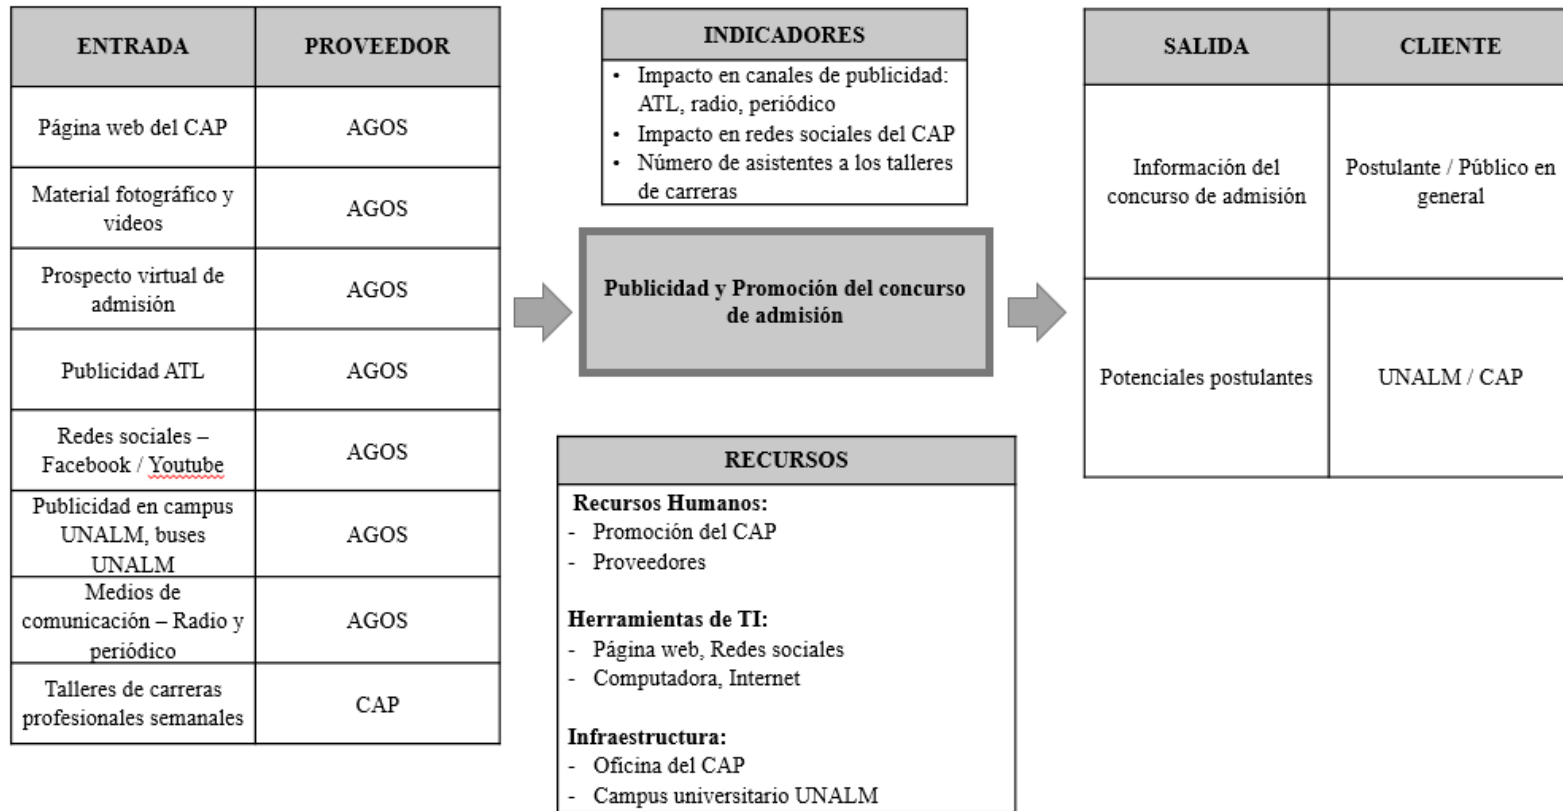 ENTRADA
PROVEEDOR
Página web del CAP
AGOS
Material fotográfico y
videos
AGOS
Prospecto virtual de
admisión
AGOS
Publicidad ATL
AGOS
Redes sociales –
Facebook / Youtube
AGOS
Publicidad en campus
UNALM, buses
UNALM
AGOS
Medios de
comunicación – Radio y
periódico
AGOS
Talleres de carreras
profesionales semanales
CAP
INDICADORES
• Impacto en canales de publicidad:
ATL, radio, periódico
• Impacto en redes sociales del CAP
• Número de asistentes a los talleres
de carreras
Publicidad y Promoción del concurso
de admisión
RECURSOS
Recursos Humanos:
- Promoción del CAP
- Proveedores
Herramientas de TI:
- Página web, Redes sociales
- Computadora, Internet
Infraestructura:
- Oficina del CAP
- Campus universitario UNALM
SALIDA
CLIENTE
Información del
concurso de admisión
Postulante / Público en
general
Potenciales postulantes
UNALM / CAP